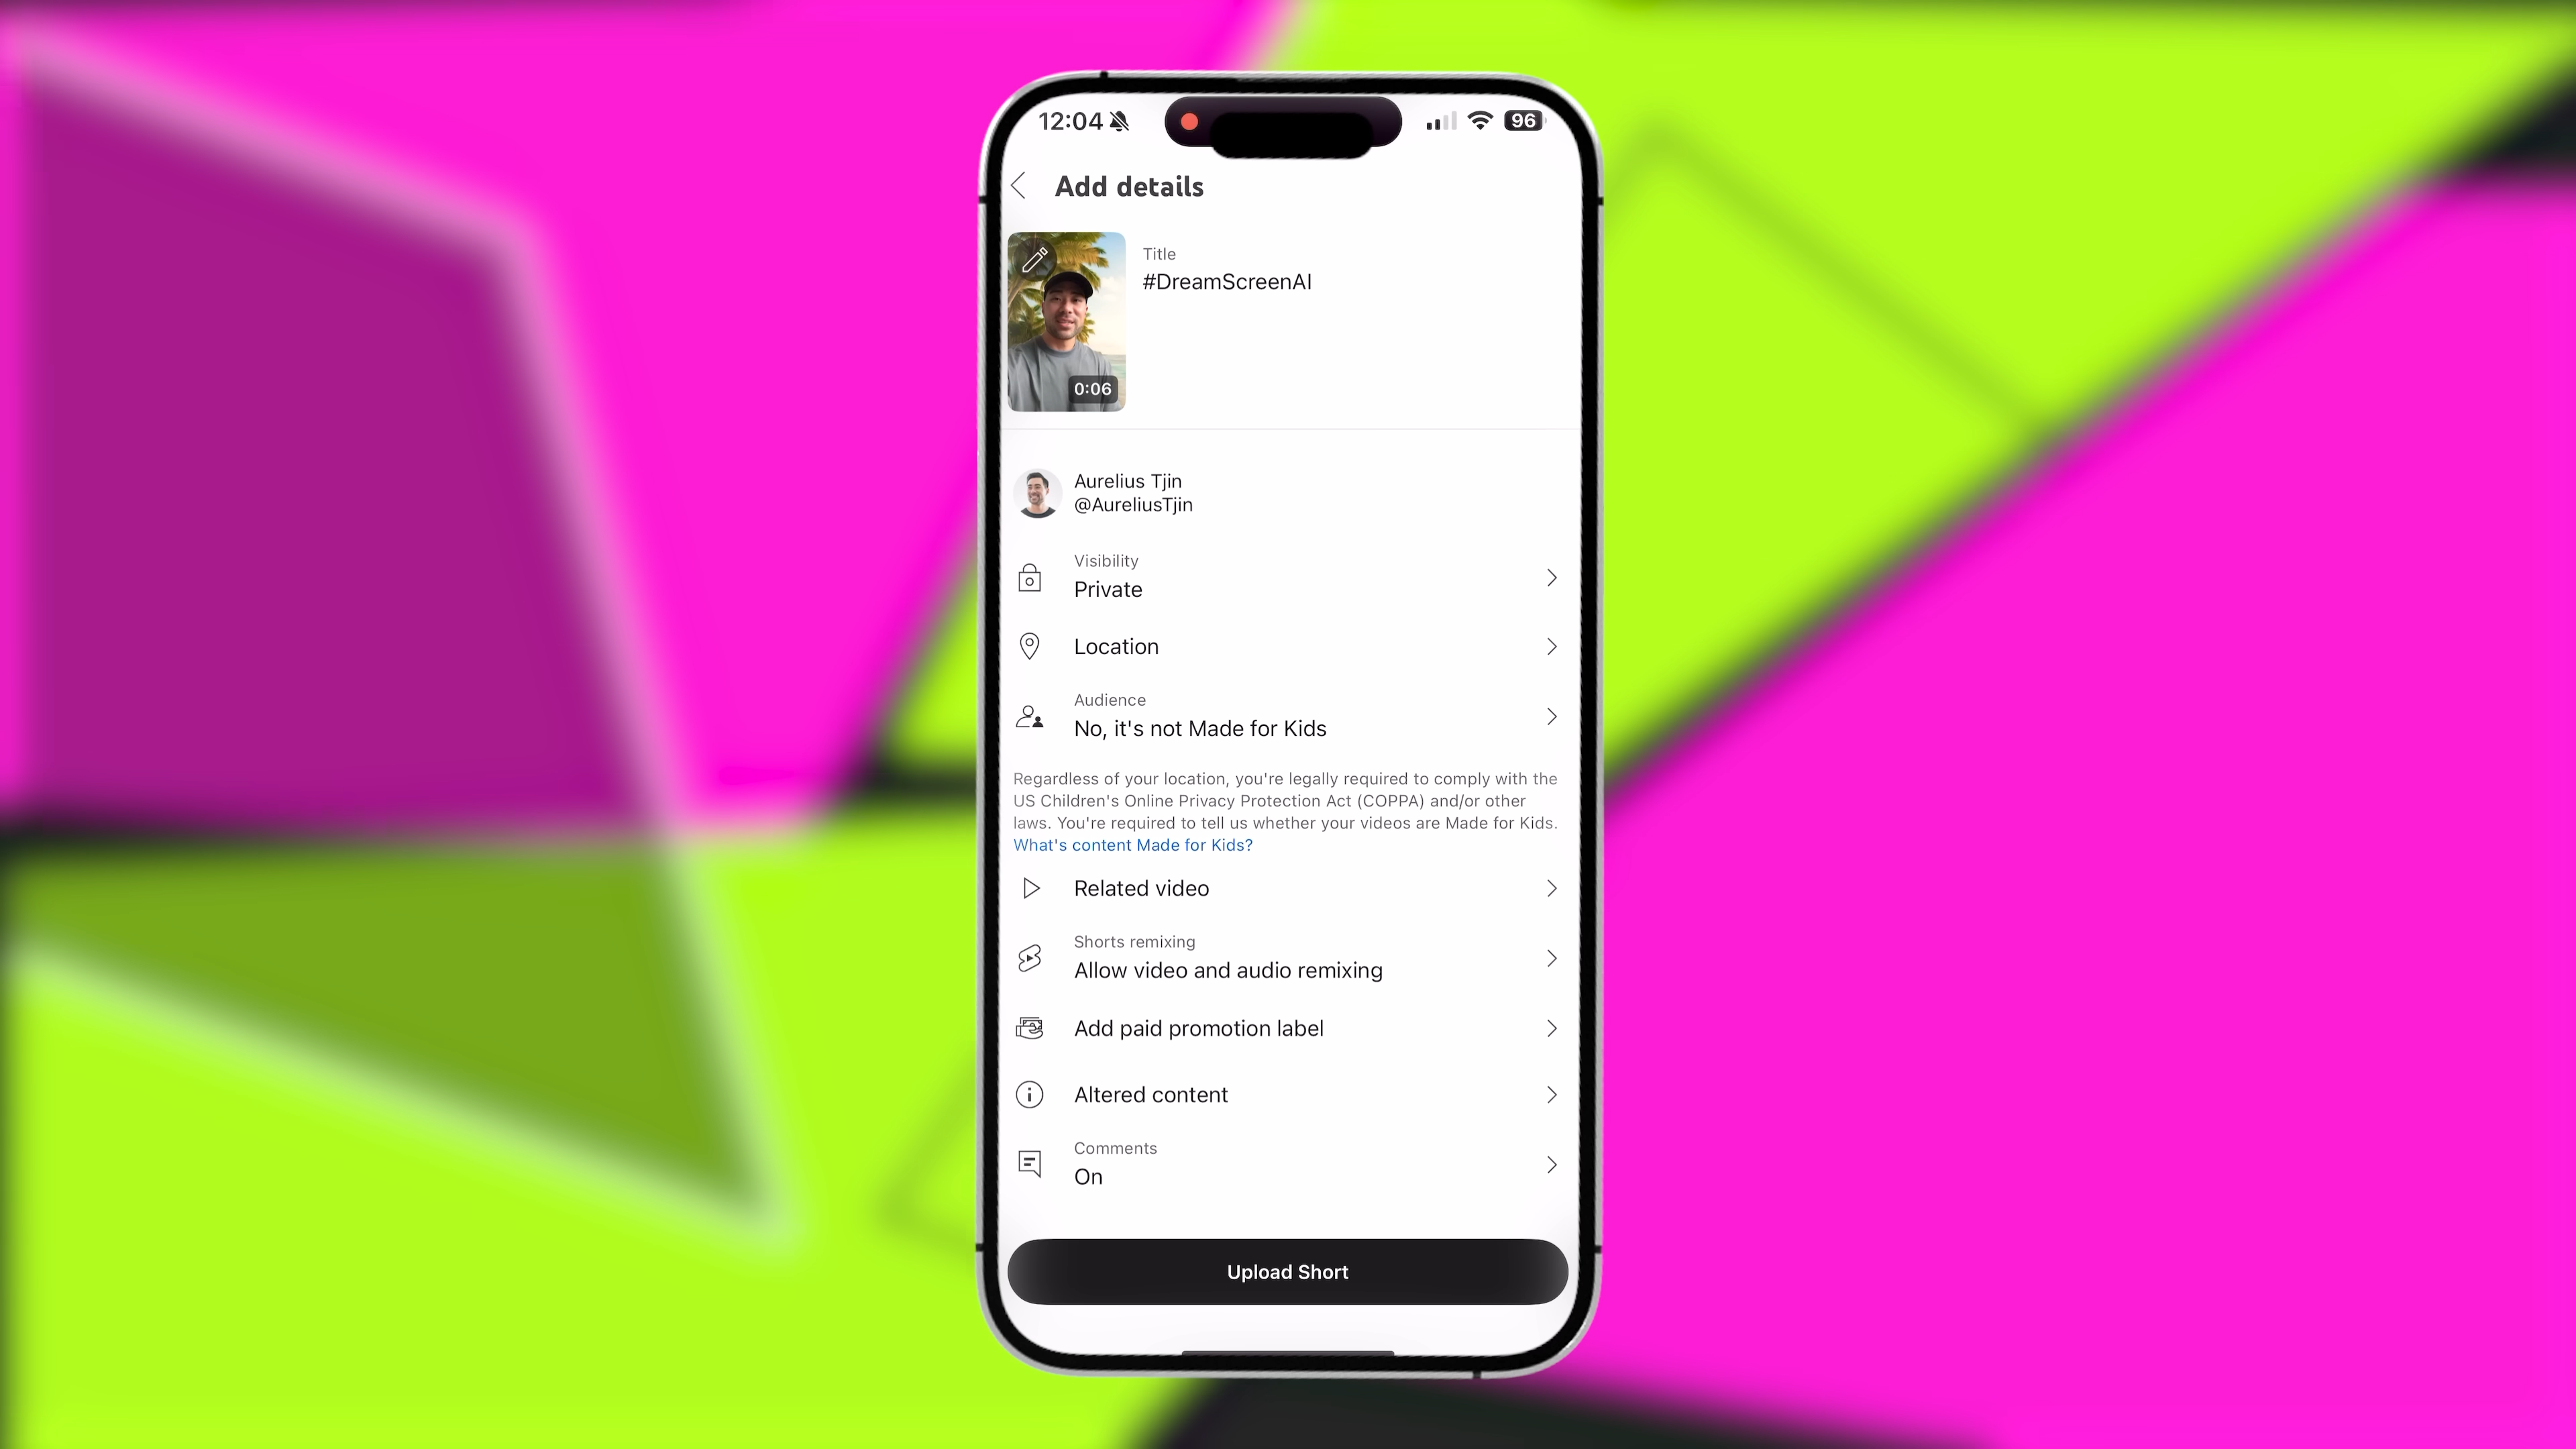 12:04
96
Add details
Title
#DreamScreenAI
0:06
Aurelius Tjin
@AureliusTjin
Visibility
Private
Location
Audience
No, it's not Made for Kids
Regardless of your location, you're legally required to comply with the
US Children's Online Privacy Protection Act (COPPA) and/or other
laws. You're required to tell us whether your videos are Made for Kids.
What's content Made for Kids?
Related video
Shorts remixing
Allow video and audio remixing
Add paid promotion label
Altered content
Comments
On
Upload Short